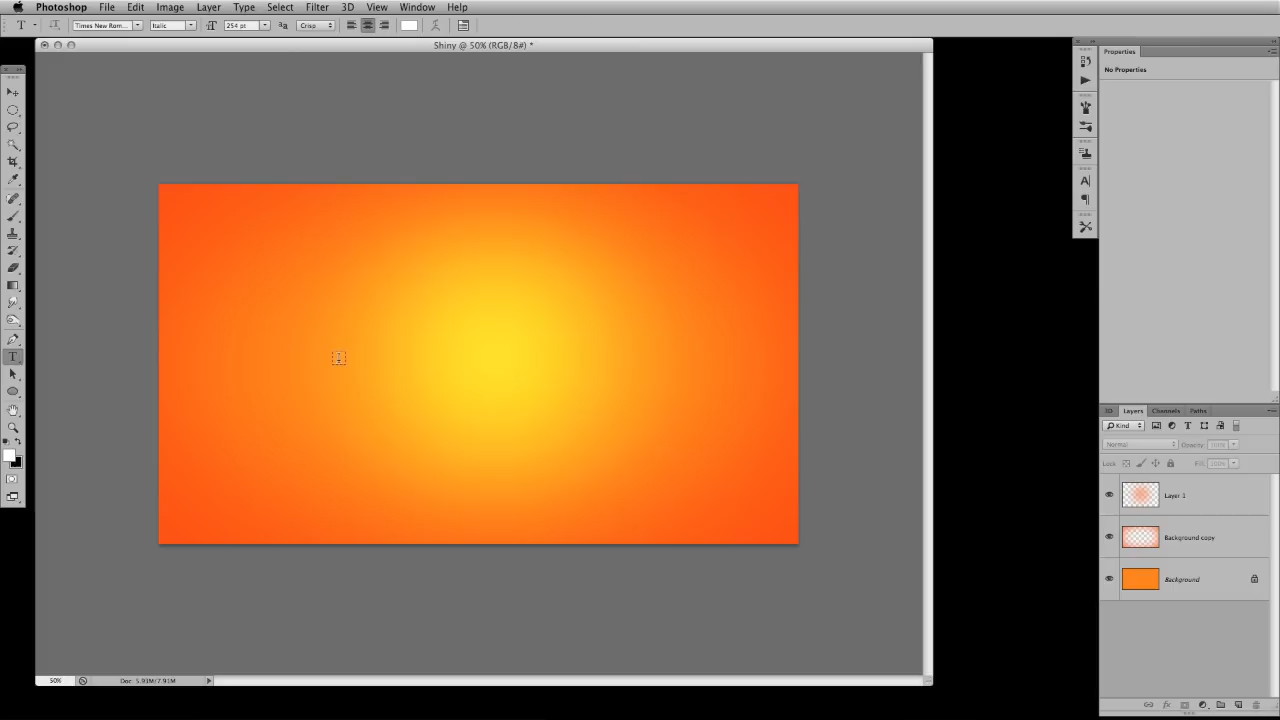 Photoshop File Edit Image Layer Type Select Filter 3D View Window Help
T Times New Rom... Italic 254 pt Crisp
Shiny @ 50% (RGB/8#) *
Properties
No Properties
3D Layers Channels Paths
Kind
Normal Opacity: 100%
Lock Fill:
Layer 1
Background copy
Background
50% Doc: 5.93M/7.91M